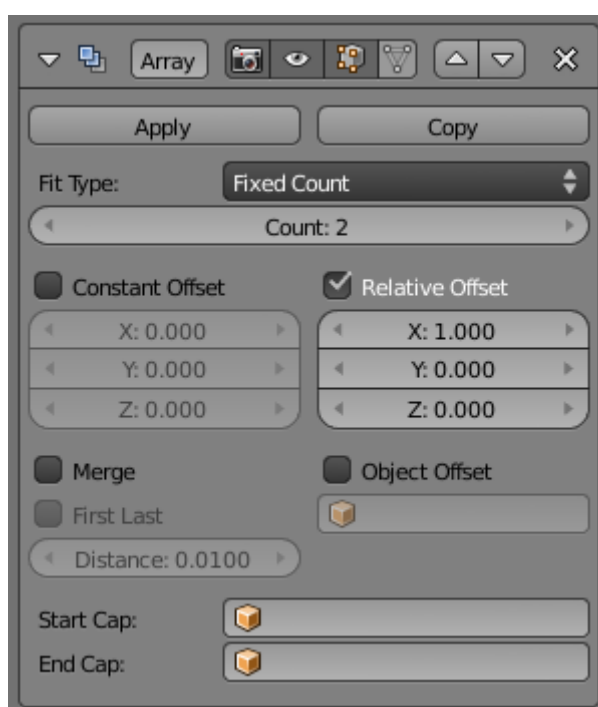 Array
Apply Copy
Fit Type: Fixed Count
Count: 2
Constant Offset Relative Offset
X: 0.000 X: 1.000
Y: 0.000 Y: 0.000
Z: 0.000 Z: 0.000
Merge Object Offset
First Last
Distance: 0.0100
Start Cap:
End Cap: